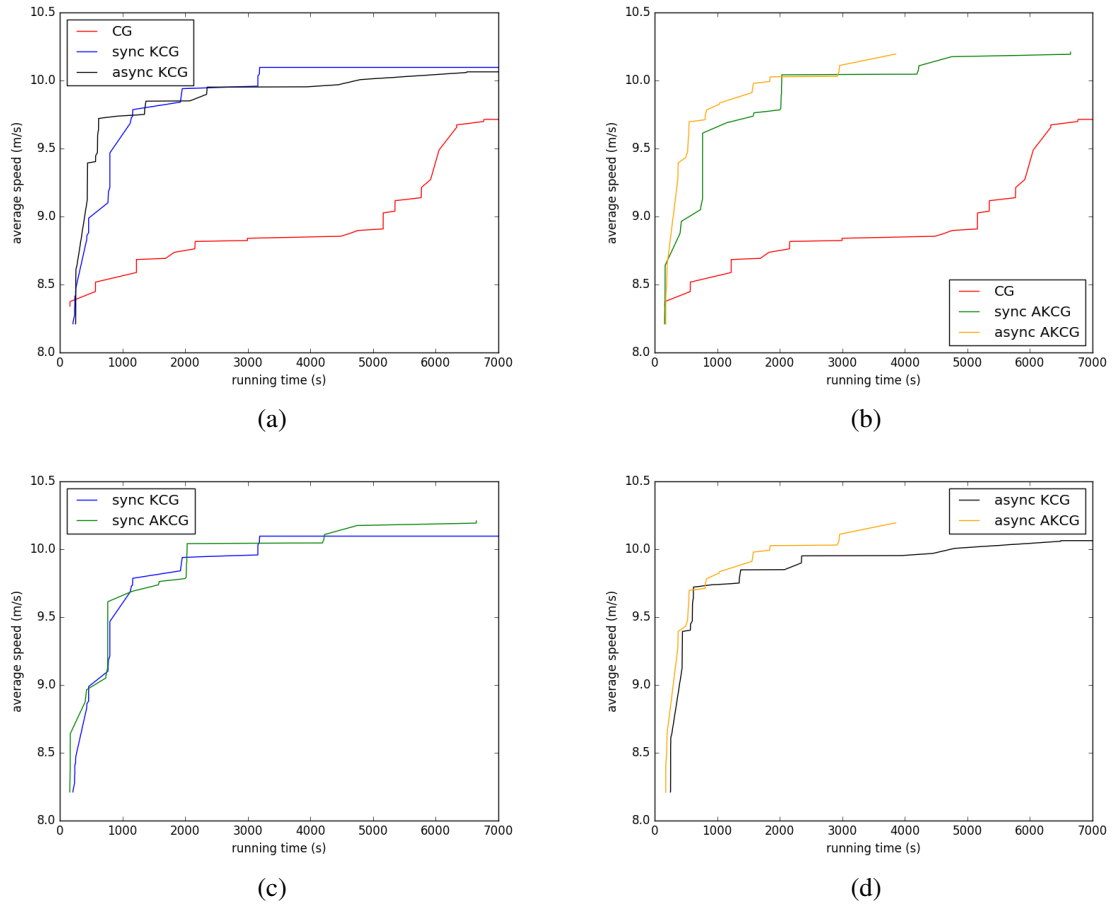 10.5
10.0
9.5
9.0
8.5
8.0
average speed (m/s)
CG
sync KCG
async KCG
0 1000 2000 3000 4000 5000 6000 7000
running time (s)
(a)
10.5
10.0
9.5
9.0
8.5
8.0
average speed (m/s)
CG
sync AKCG
async AKCG
0 1000 2000 3000 4000 5000 6000 7000
running time (s)
(b)
10.5
10.0
9.5
9.0
8.5
8.0
average speed (m/s)
sync KCG
sync AKCG
0 1000 2000 3000 4000 5000 6000 7000
running time (s)
(c)
10.5
10.0
9.5
9.0
8.5
8.0
average speed (m/s)
async KCG
async AKCG
0 1000 2000 3000 4000 5000 6000 7000
running time (s)
(d)